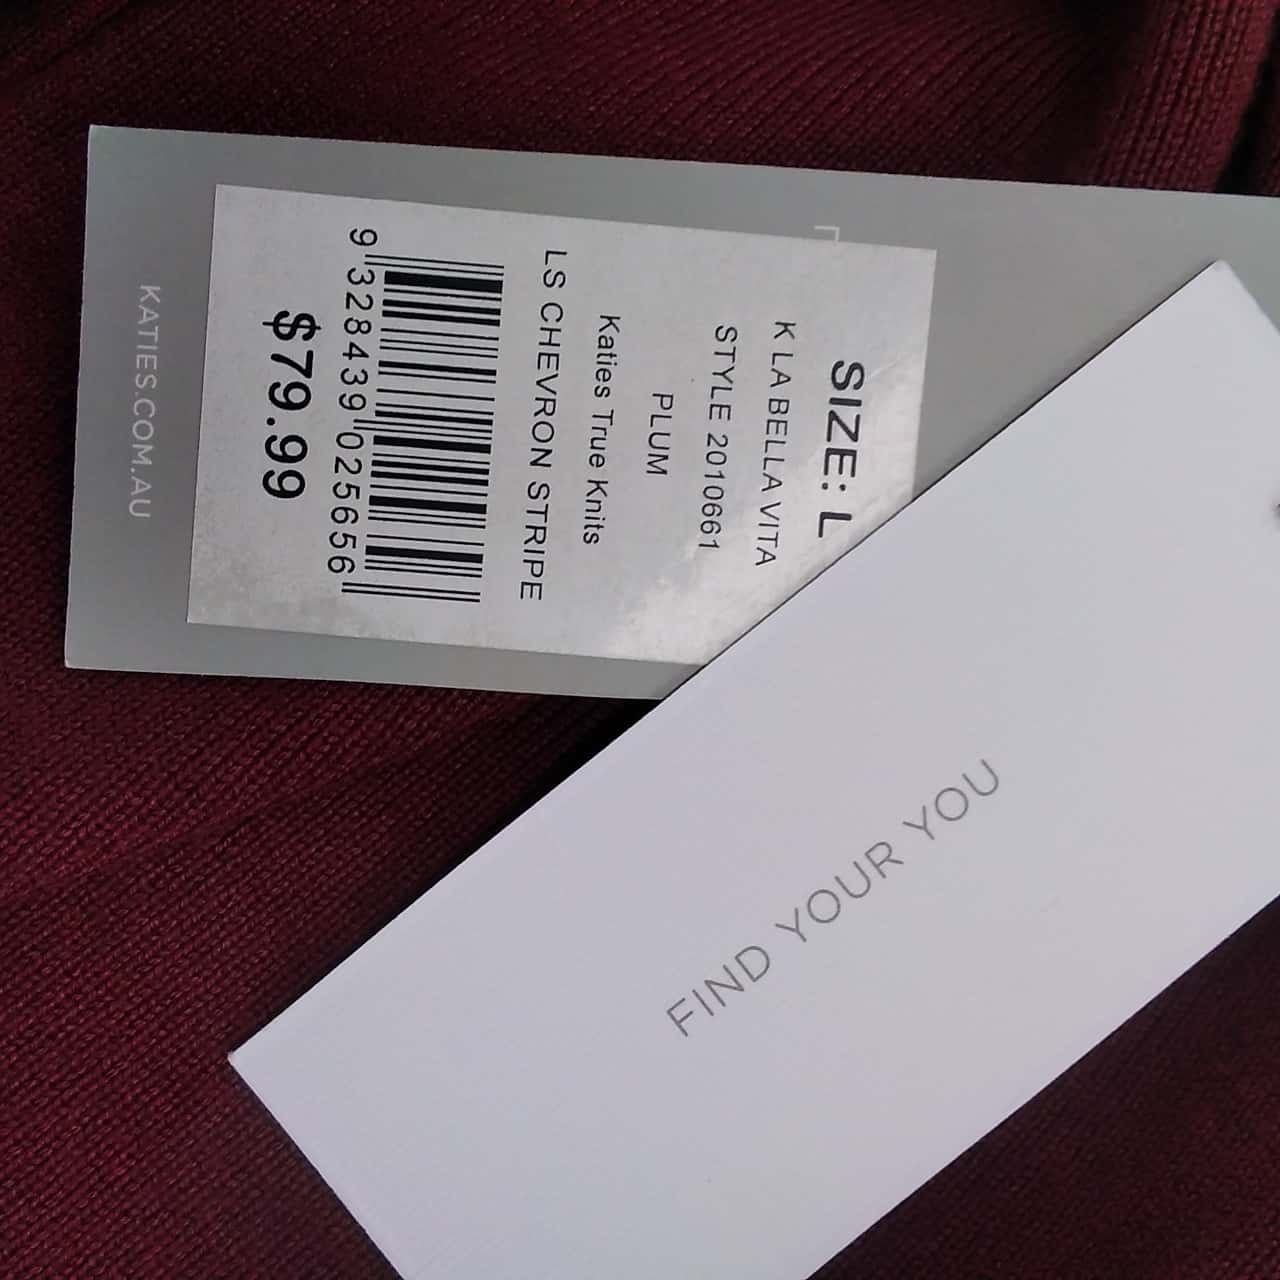 SIZE: L
K LA BELLA VITA
STYLE 2010661
PLUM
Katies True Knits
LS CHEVRON STRIPE
9 328439 025656
$79.99
KATIES.COM.AU
FIND YOUR YOU